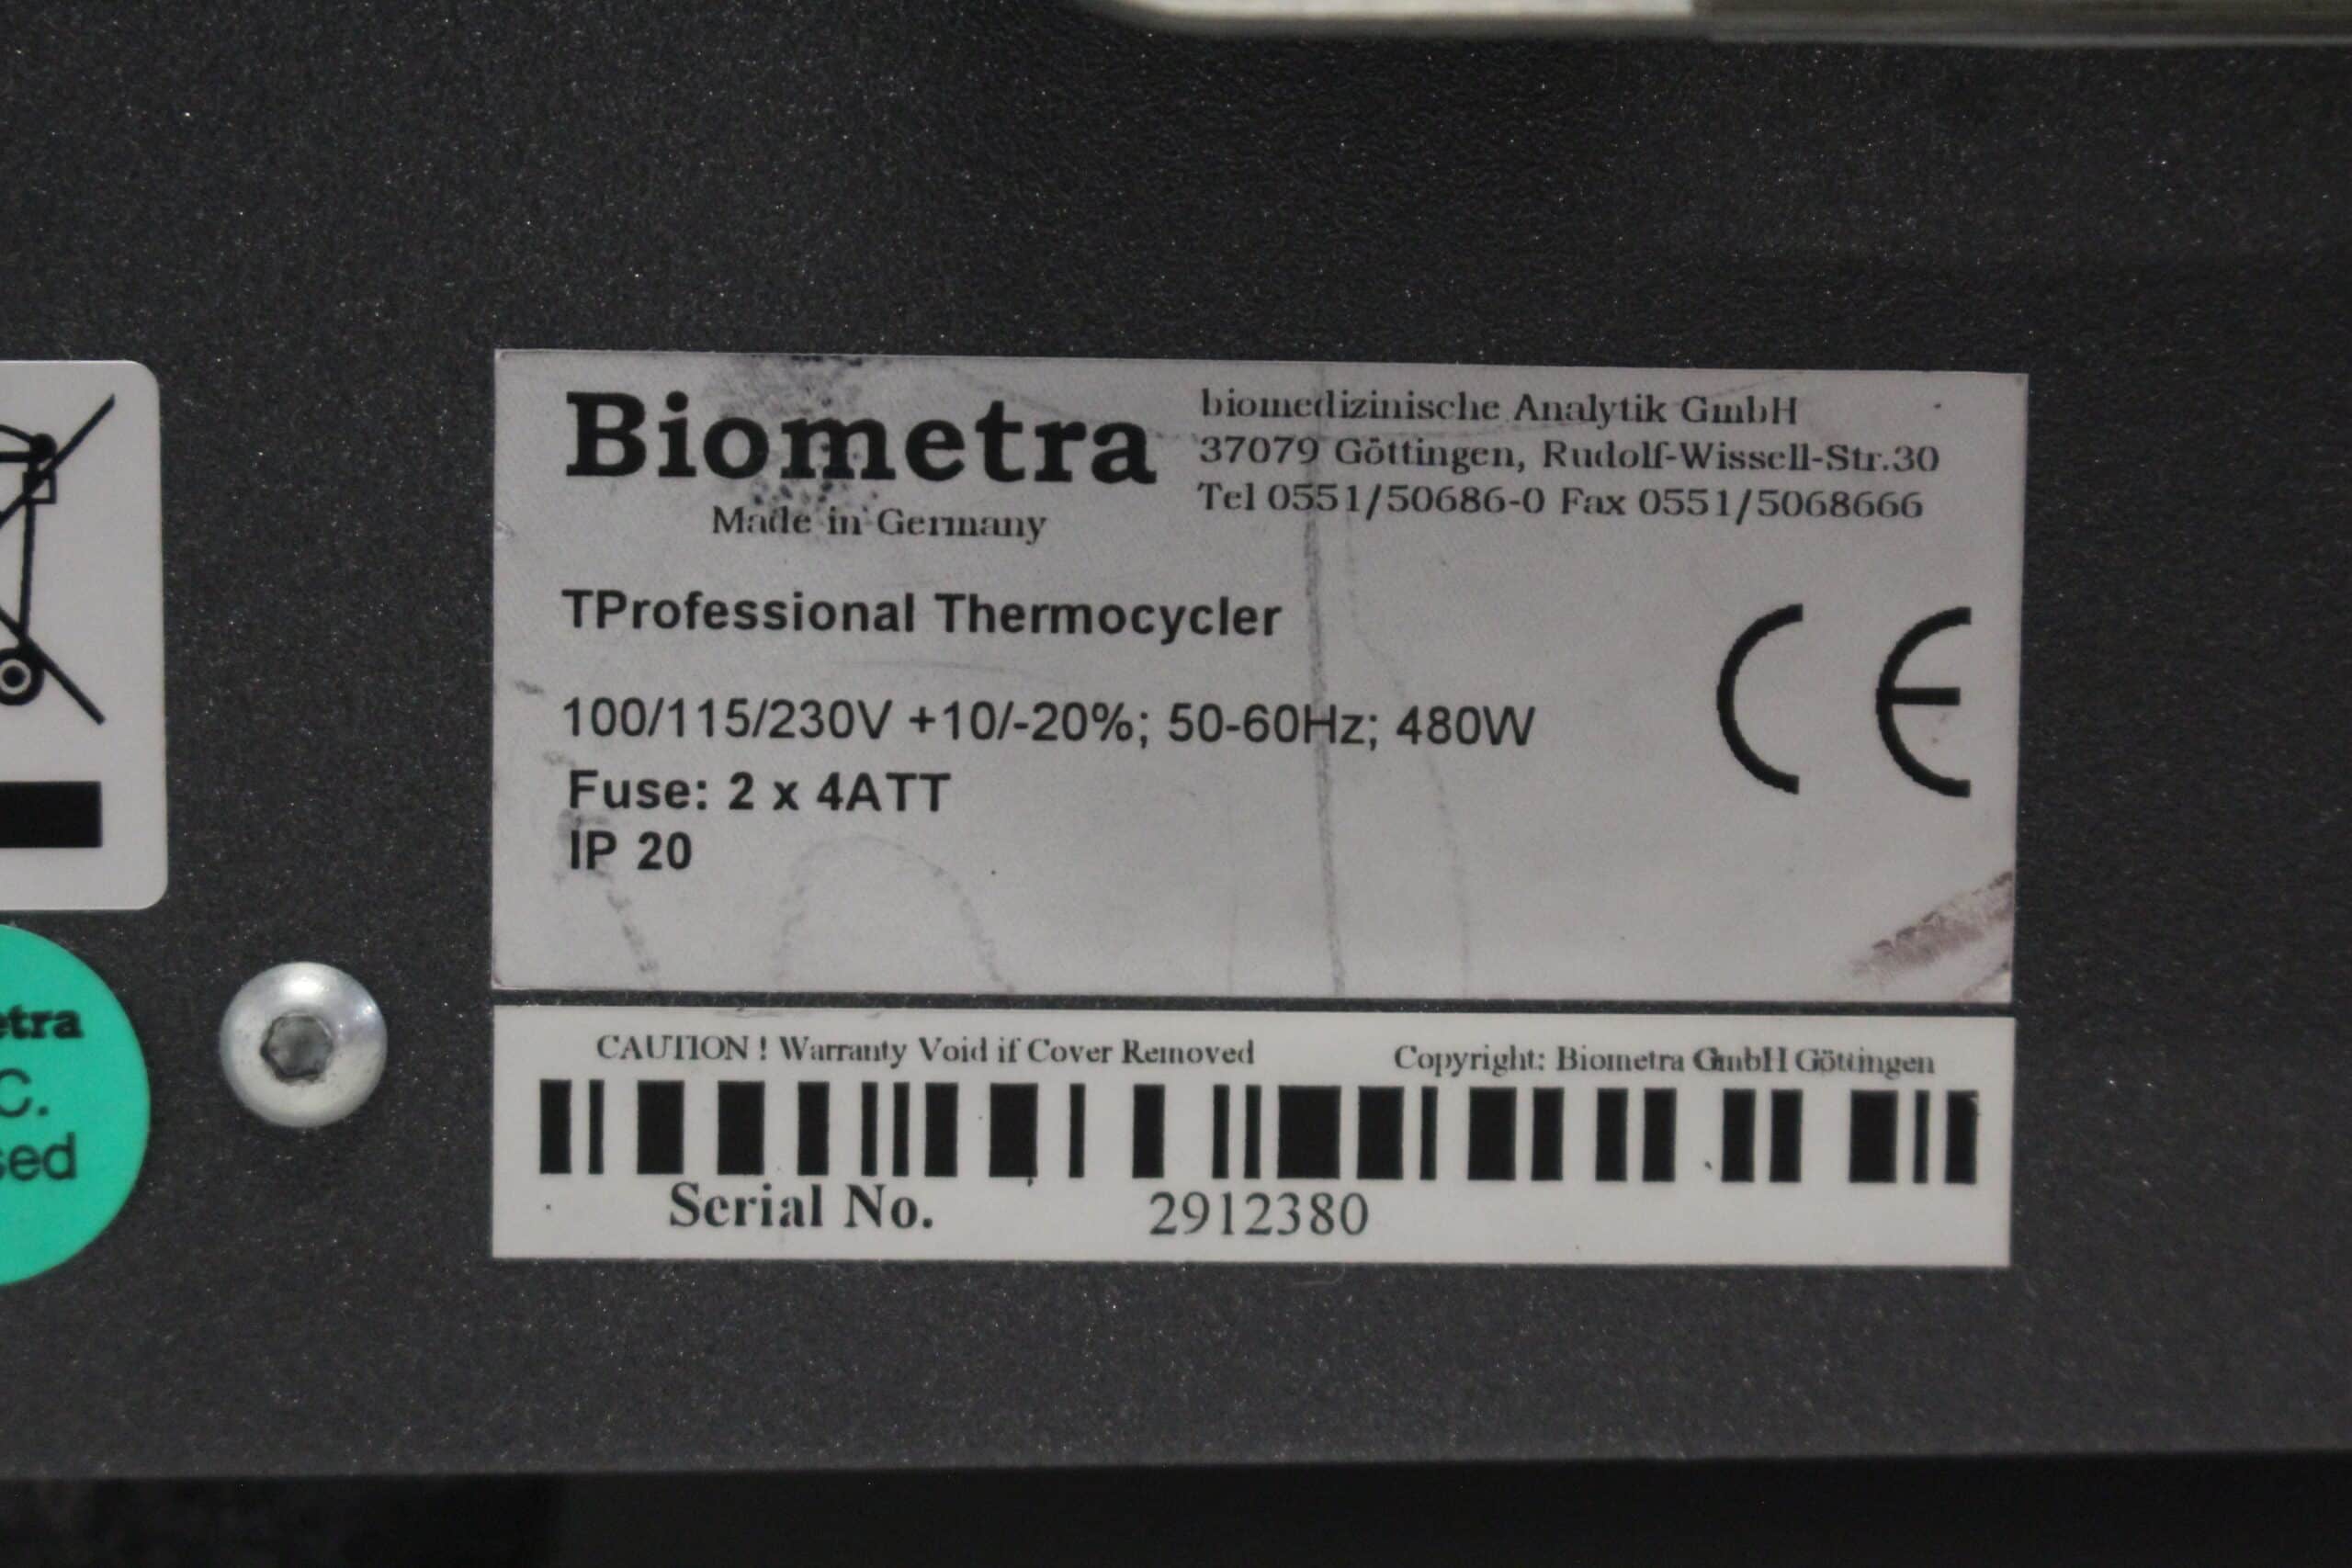 Biometra
Made in Germany
biomedizinische Analytik GmbH
37079 Göttingen, Rudolf-Wissell-Str.30
Tel 0551/50686-0 Fax 0551/5068666
TProfessional Thermocycler
100/115/230V +10/-20%; 50-60Hz; 480W
Fuse: 2 x 4ATT
IP 20
CE
CAUTION ! Warranty Void if Cover Removed
Copyright: Biometra GmbH Göttingen
Serial No. 2912380
etra
C.
sed